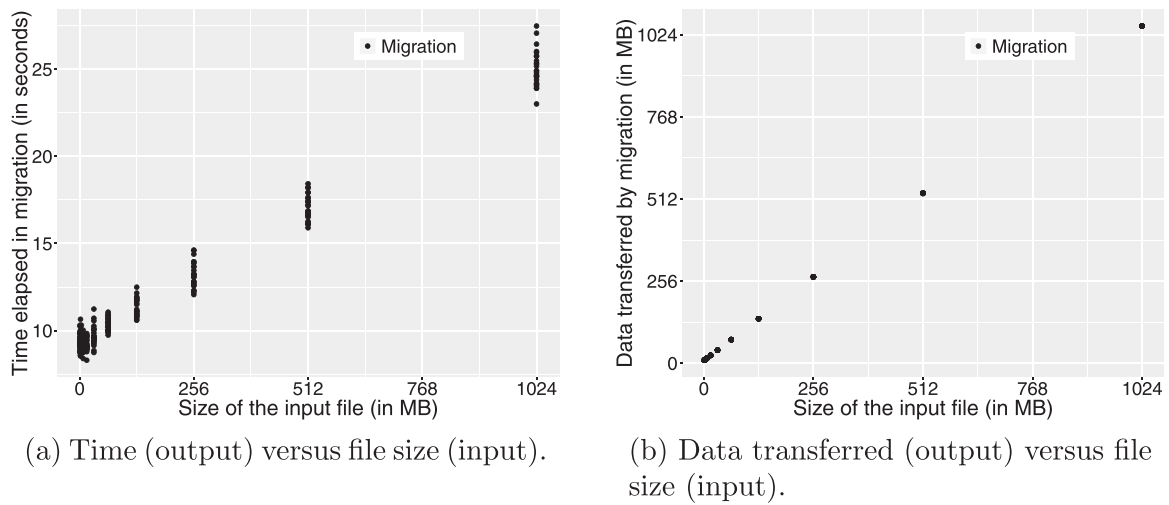 Time elapsed in migration (in seconds)
25
20
15
10
Migration
0 256 512 768 1024
Size of the input file (in MB)
(a) Time (output) versus file size (input).
Data transferred by migration (in MB)
1024
768
512
256
0
Migration
0 256 512 768 1024
Size of the input file (in MB)
(b) Data transferred (output) versus file
size (input).